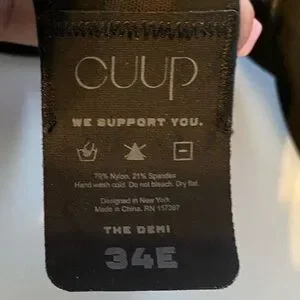 CUUP
WE SUPPORT YOU.
79% Nylon, 21% Spandex
Hand wash cold. Do not bleach. Dry flat.
Designed in New York.
Made in China. RN 157397
THE DEMI
34E